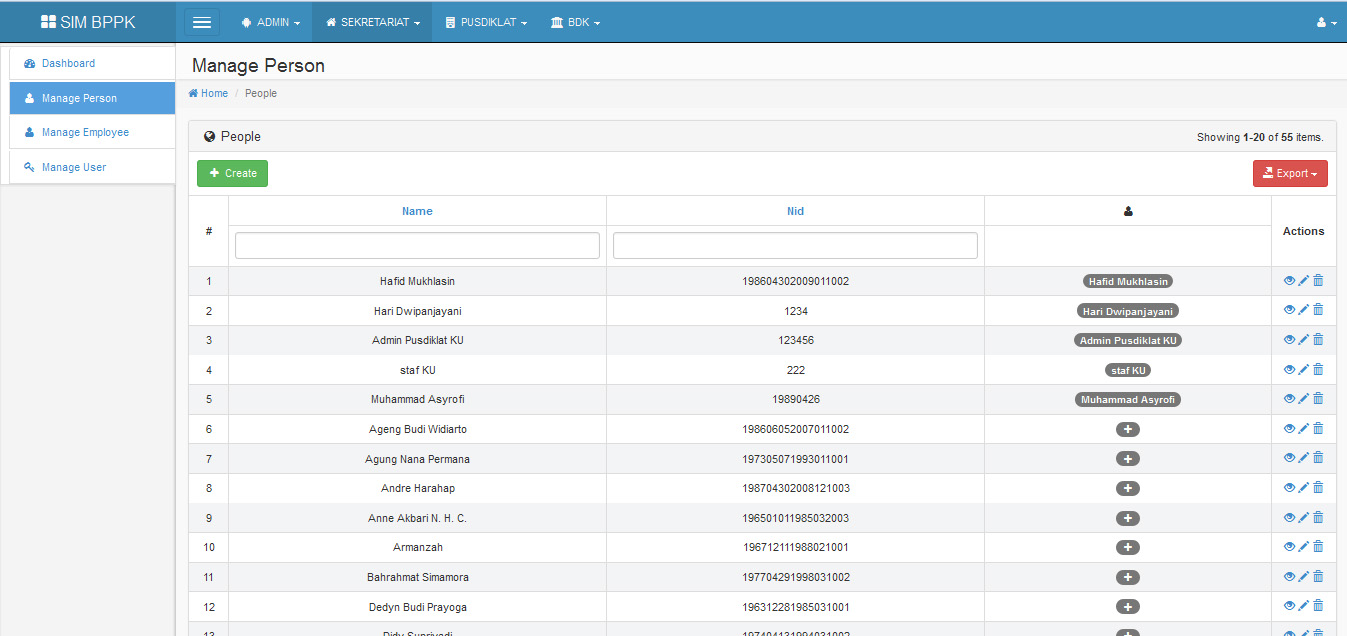 SIM BPPK
ADMIN
SEKRETARIAT
PUSDIKLAT
BDK
Dashboard
Manage Person
Manage Employee
Manage User
Manage Person
Home / People
People
Showing 1-20 of 55 items.
Create
Export
# Name Nid Actions
1 Hafid Mukhlasin 198604302009011002 Hafid Mukhlasin
2 Hari Dwipanjayani 1234 Hari Dwipanjayani
3 Admin Pusdiklat KU 123456 Admin Pusdiklat KU
4 staf KU 222 staf KU
5 Muhammad Asyrofi 19890426 Muhammad Asyrofi
6 Ageng Budi Widiarto 198606052007011002
7 Agung Nana Permana 197305071993011001
8 Andre Harahap 198704302008121003
9 Anne Akbari N. H. C. 196501011985032003
10 Armanzah 196712111988021001
11 Bahrahmat Simamora 197704291998031002
12 Dedyn Budi Prayoga 196312281985031001
13 Didy Supriyadi 197404131994031002